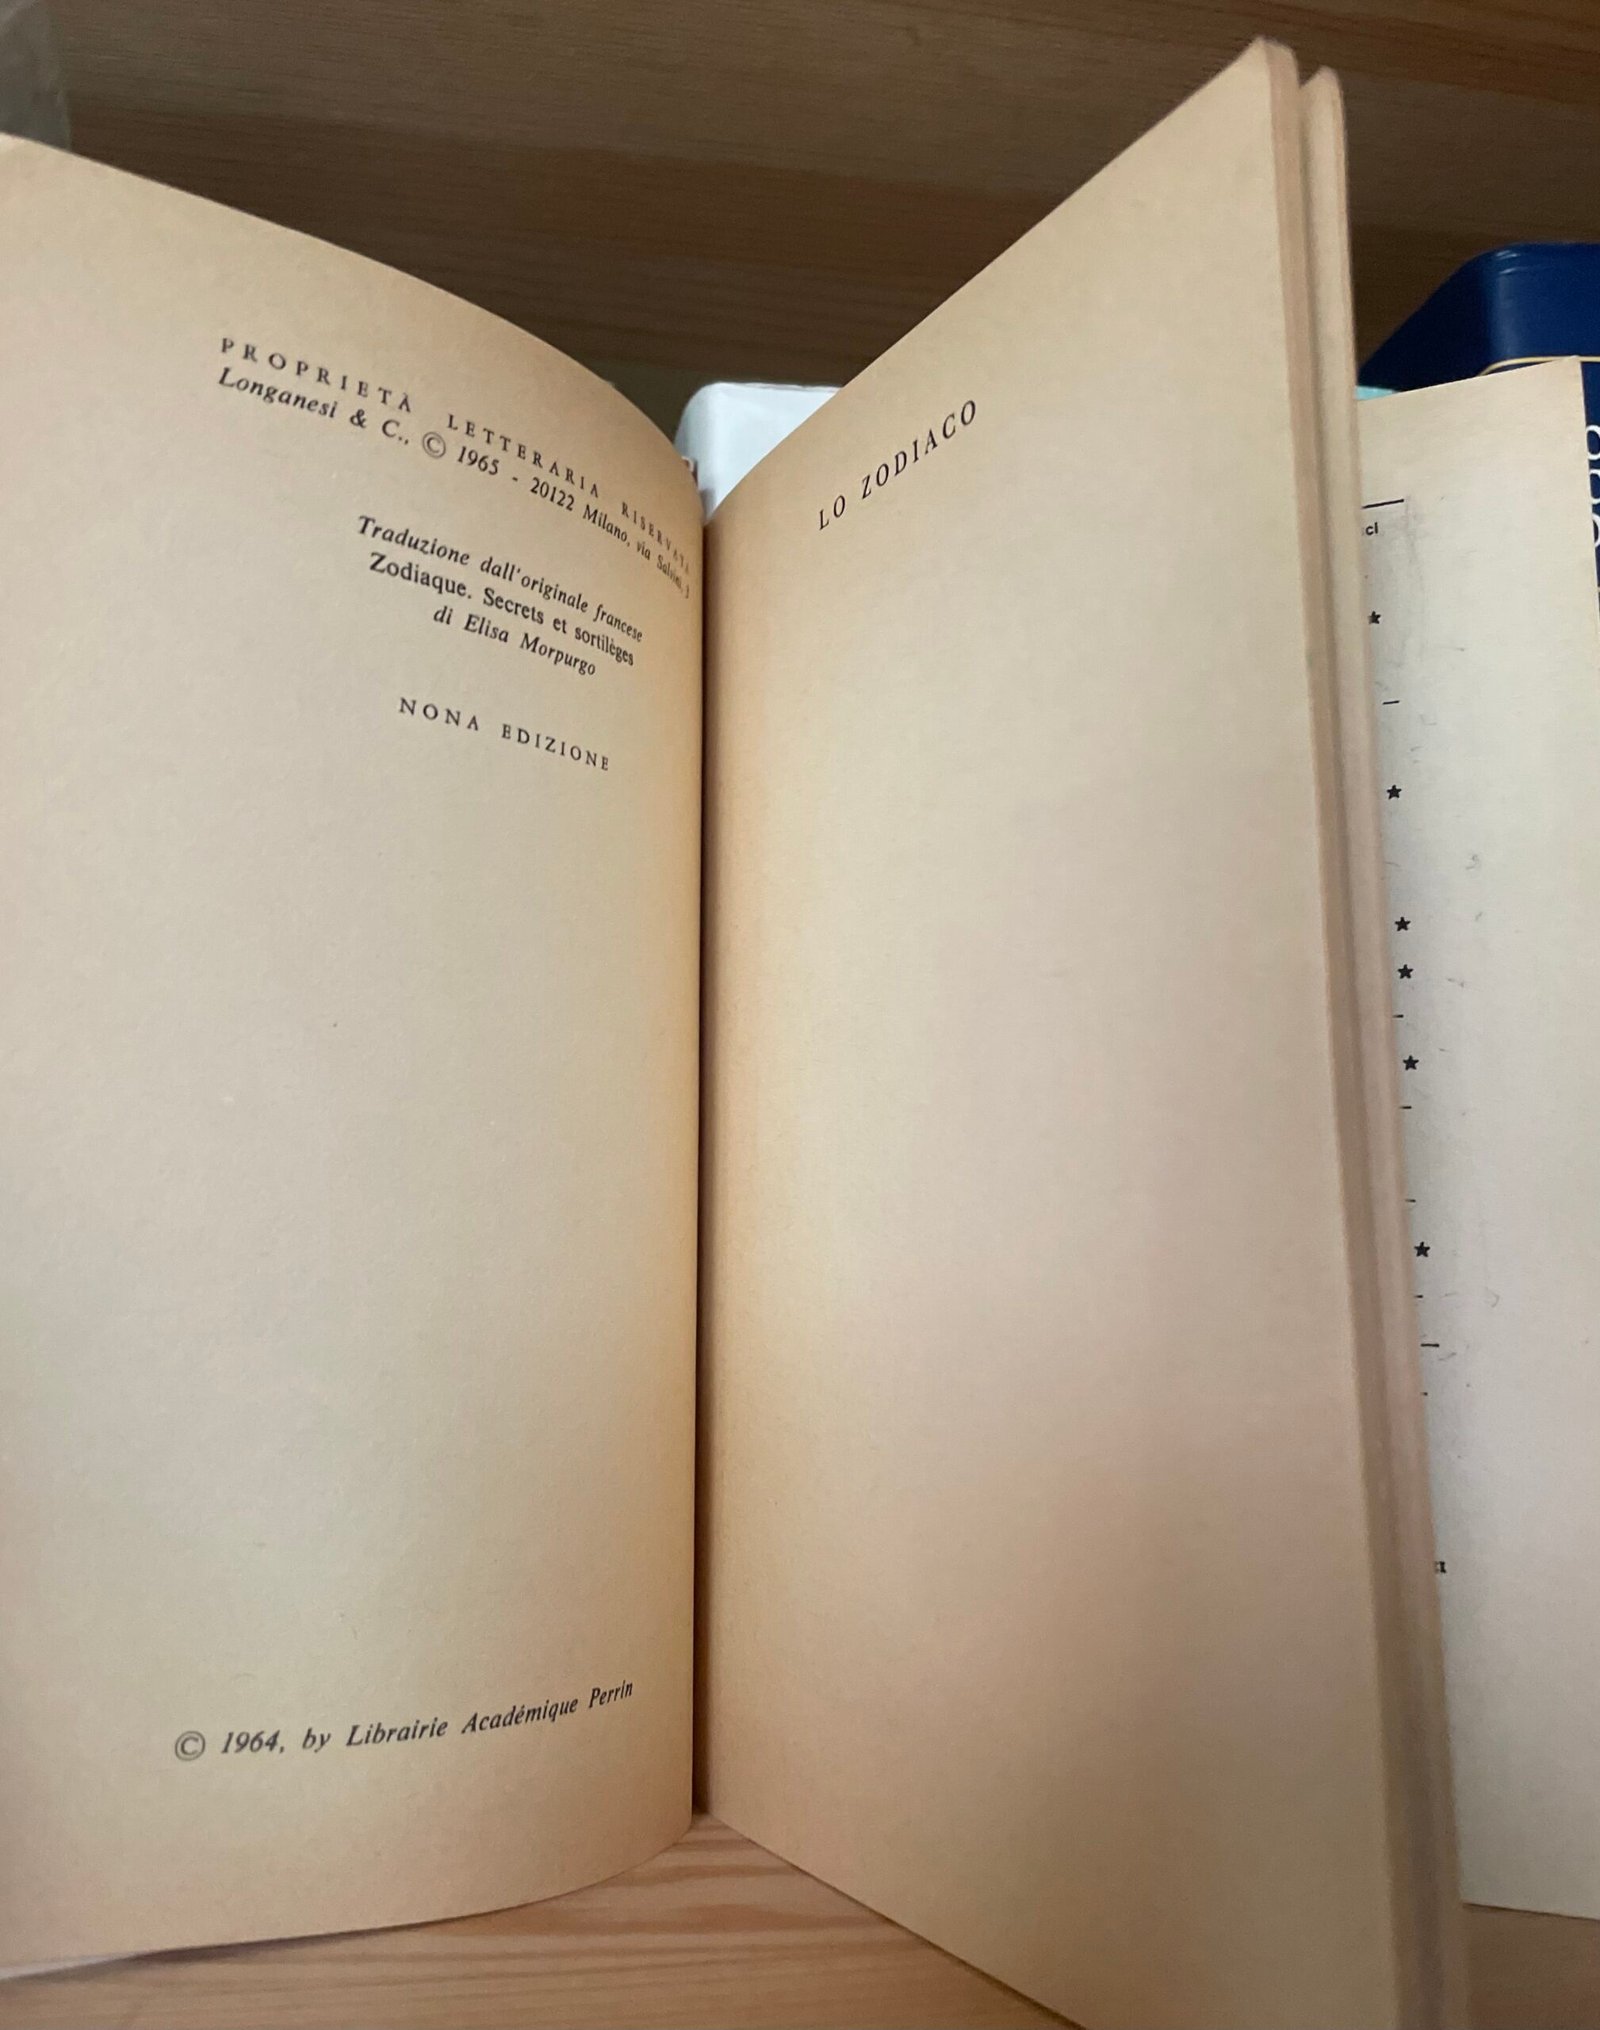 PROPRIETÀ LETTERARIA RISERVATA
Longanesi & C., © 1965 - 20122 Milano, via Salvini, 3
Traduzione dall'originale francese
Zodiaque. Secrets et sortilèges
di Elisa Morpurgo
NONA EDIZIONE
© 1964, by Librairie Académique Perrin
LO ZODIACO
ci